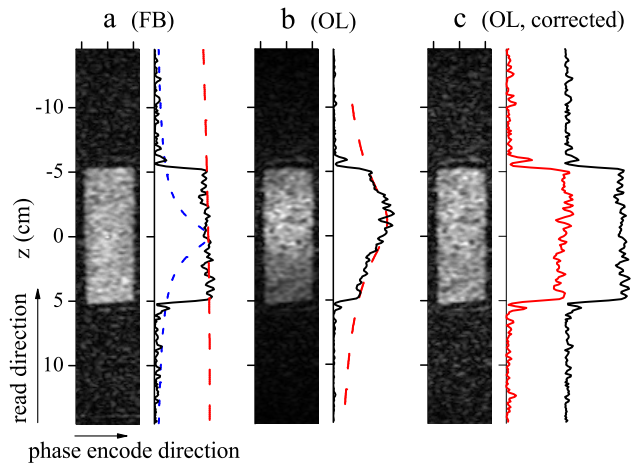 a (FB)
b (OL)
c (OL, corrected)
-10
-5
0
5
10
z (cm)
read direction
phase encode direction